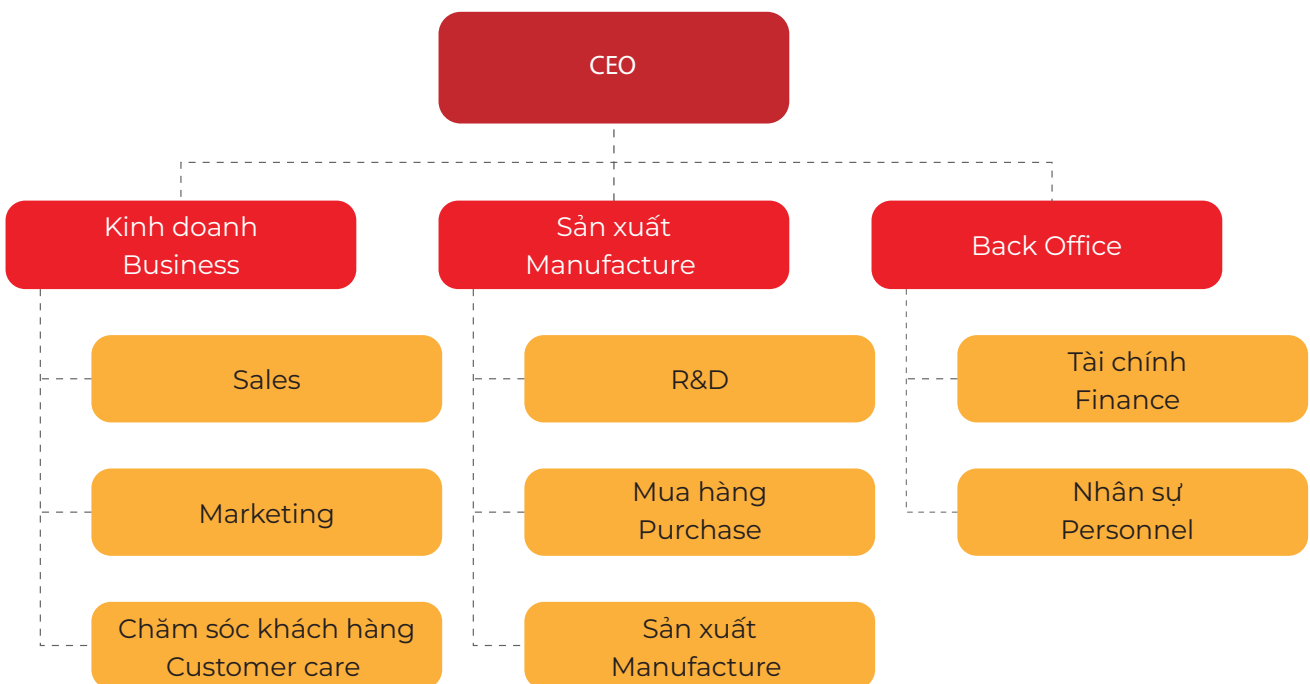 CEO
Kinh doanh
Business
Sản xuất
Manufacture
Back Office
Sales
R&D
Tài chính
Finance
Marketing
Mua hàng
Purchase
Nhân sự
Personnel
Chăm sóc khách hàng
Customer care
Sản xuất
Manufacture